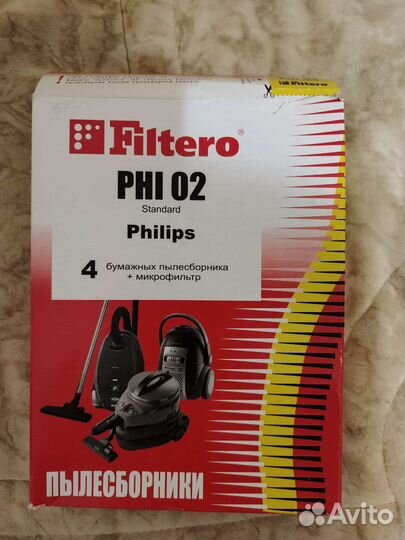 Filtero®
PHI 02
Standard
Philips
4 бумажных пылесборника
+ микрофильтр
ПЫЛЕСБОРНИКИ
Avito